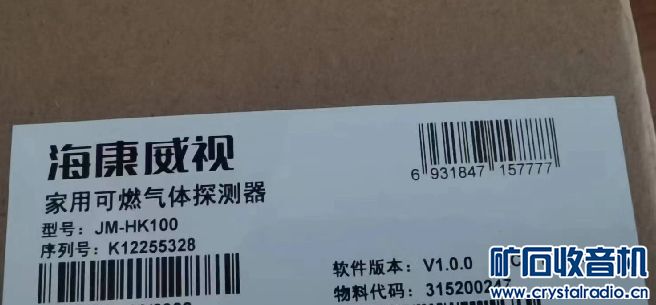 海康威视
家用可燃气体探测器
型号: JM-HK100
序列号: K12255328
6 931847 157777
软件版本: V1.0.0
物料代码: 315200247
矿石收音机
www.crystalradio.cn